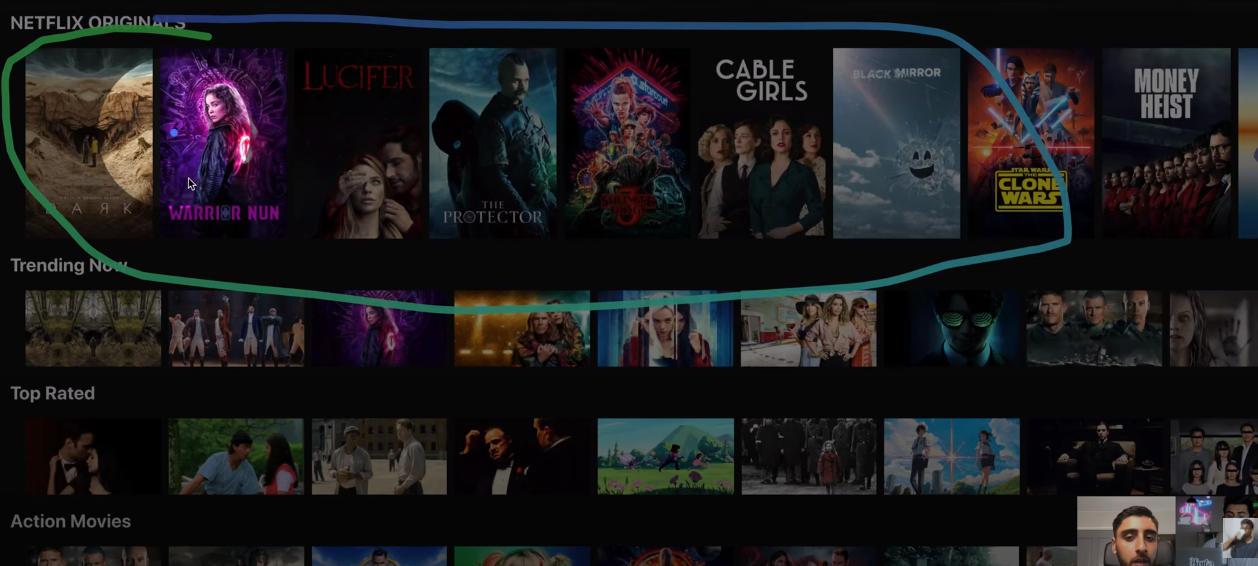 NETFLIX ORIGINALS
DARK
WARRIOR NUN
LUCIFER
THE
PROTECTOR
STRANGER
CABLE
GIRLS
BLACK MIRROR
STAR WARS
THE
CLONE
WARS
MONEY
HEIST
Trending Now
Top Rated
Action Movies